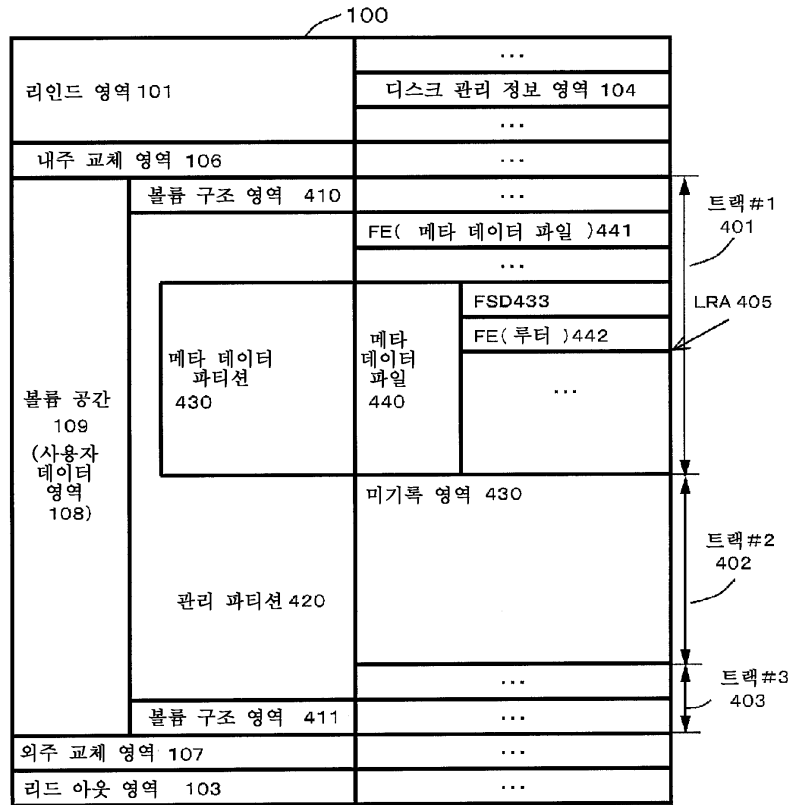 100
...
리인드 영역 101
디스크 관리 정보 영역 104
...
내주 교체 영역 106
...
볼륨 구조 영역 410
...
트랙#1
401
FE( 메타 데이터 파일 )441
...
FSD433
LRA 405
FE( 루터 )442
메타 데이터
파티션
430
메타
데이터
파일
440
...
볼륨 공간
109
(사용자
데이터
영역
108)
미기록 영역 430
트랙#2
402
관리 파티션 420
...
트랙#3
403
볼륨 구조 영역 411
...
외주 교체 영역 107
...
리드 아웃 영역 103
...